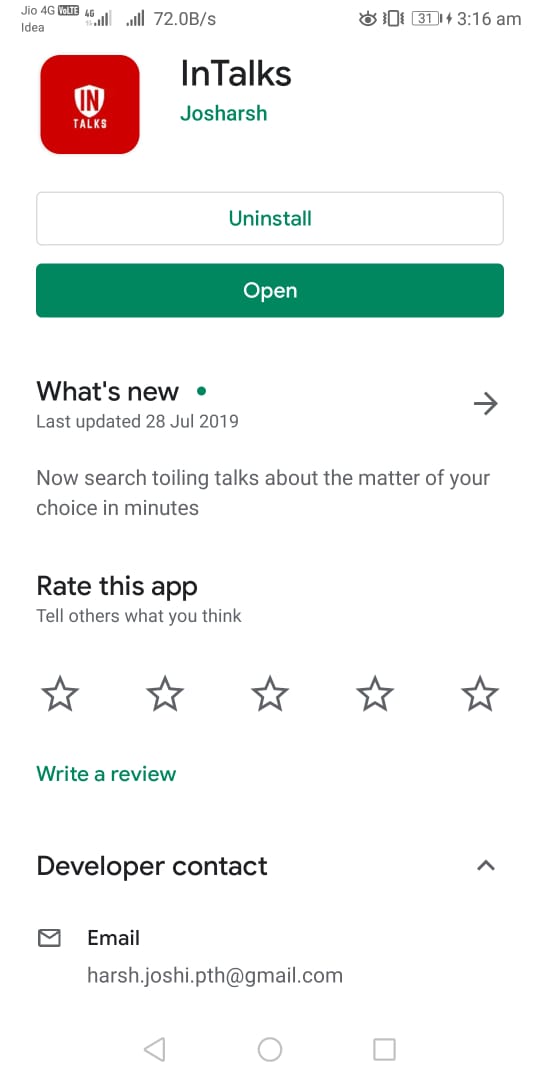 Jio 4G VoLTE 4G 72.0B/s 31 3:16 am
Idea
InTalks
IN
TALKS
Josharsh
Uninstall
Open
What's new
Last updated 28 Jul 2019
Now search toiling talks about the matter of your
choice in minutes
Rate this app
Tell others what you think
Write a review
Developer contact
Email
harsh.joshi.pth@gmail.com